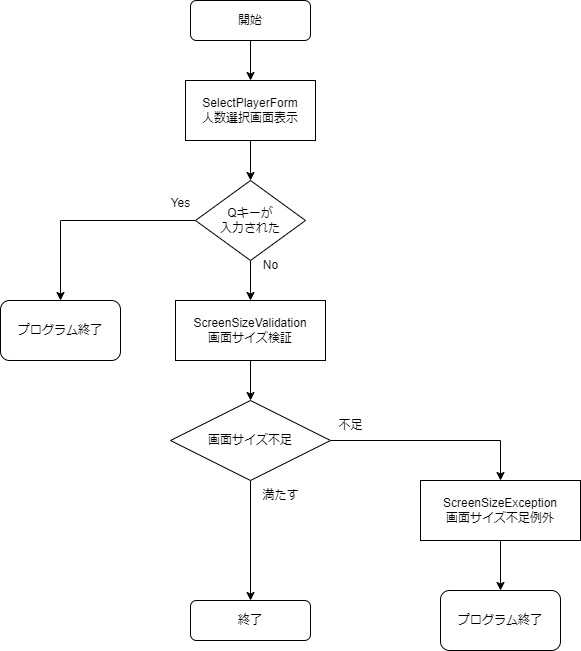 開始
SelectPlayerForm
人数選択画面表示
Qキーが
入力された
Yes
No
プログラム終了
ScreenSizeValidation
画面サイズ検証
画面サイズ不足
不足
満たす
ScreenSizeException
画面サイズ不足例外
終了
プログラム終了